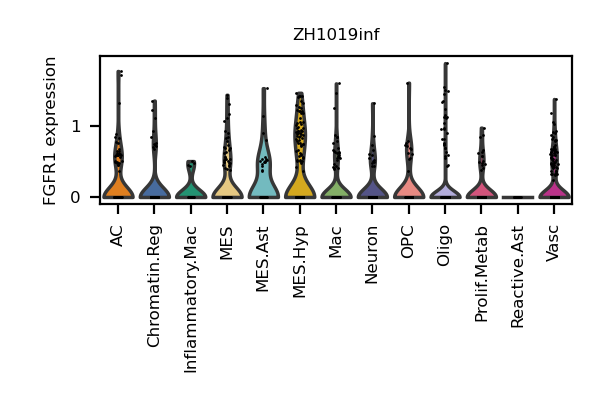 ZH1019inf
FGFR1 expression
1
0
AC
Chromatin.Reg
Inflammatory.Mac
MES
MES.Ast
MES.Hyp
Mac
Neuron
OPC
Oligo
Prolif.Metab
Reactive.Ast
Vasc